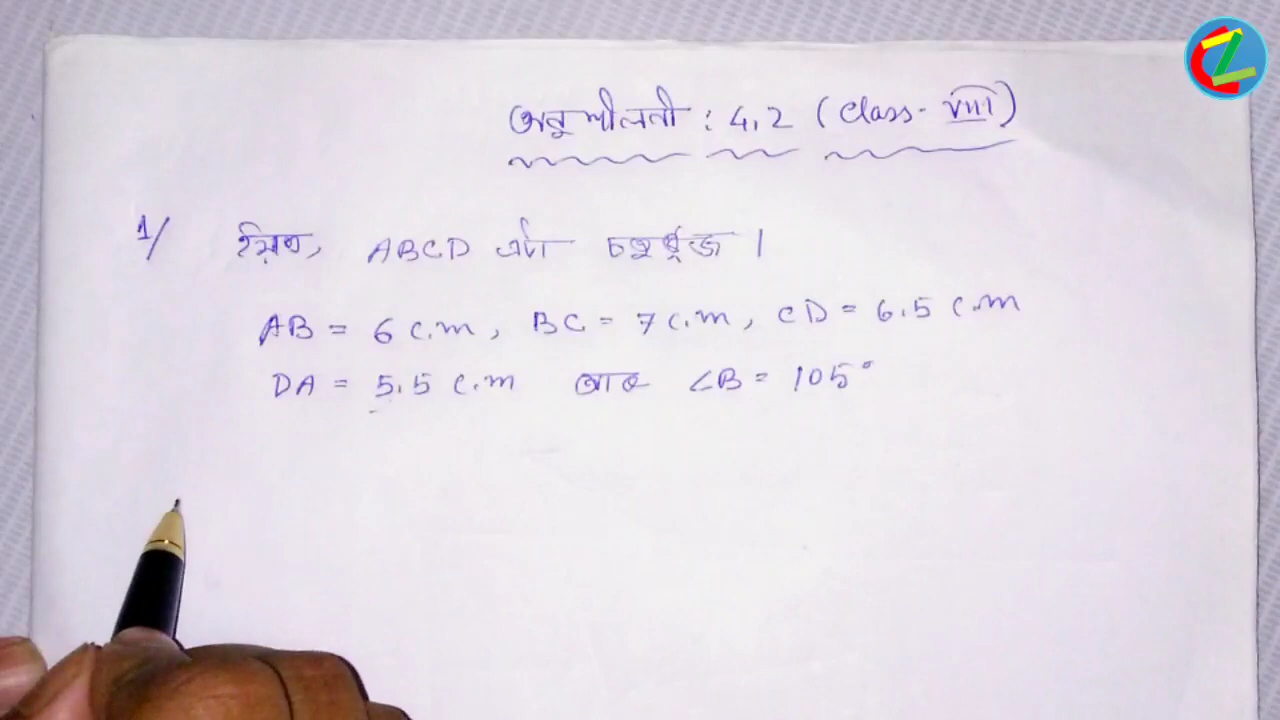 অনুশীলনী : 4.2 (Class- VIII)
1/ ইয়াত, ABCD এটা চতুৰ্ভূজ।
AB = 6 c.m, BC = 7 c.m, CD = 6.5 c.m
DA = 5.5 c.m আৰু ∠B = 105°